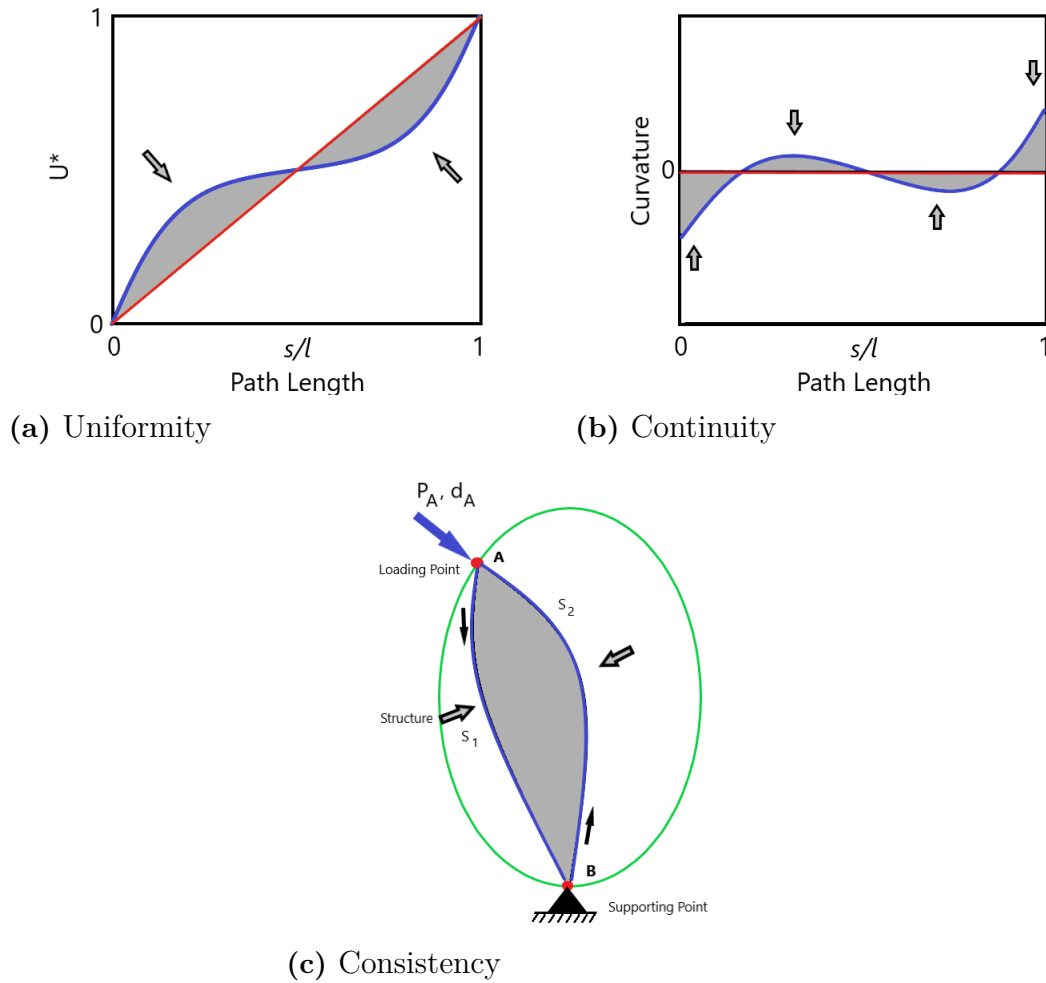 1
U*
0
0
s/l
1
Path Length
(a) Uniformity
Curvature
0
0
s/l
1
Path Length
(b) Continuity
P_A, d_A
Loading Point
A
S_2
Structure
S_1
B
Supporting Point
(c) Consistency